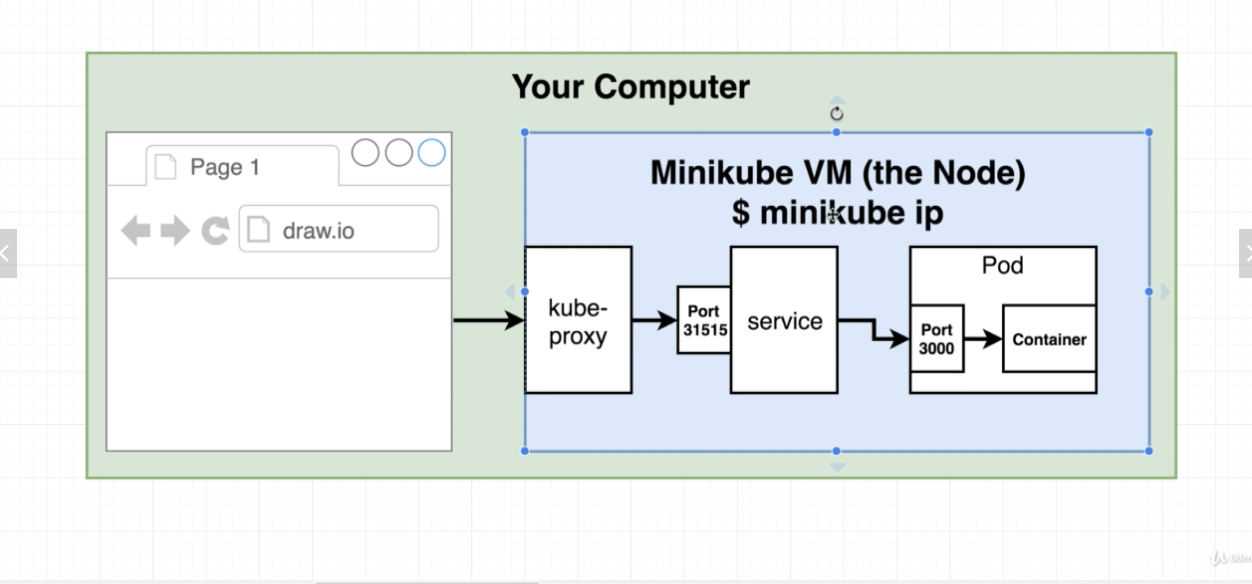 Your Computer
Page 1
draw.io
Minikube VM (the Node)
$ minikube ip
kube-
proxy
Port
31515
service
Pod
Port
3000
Container